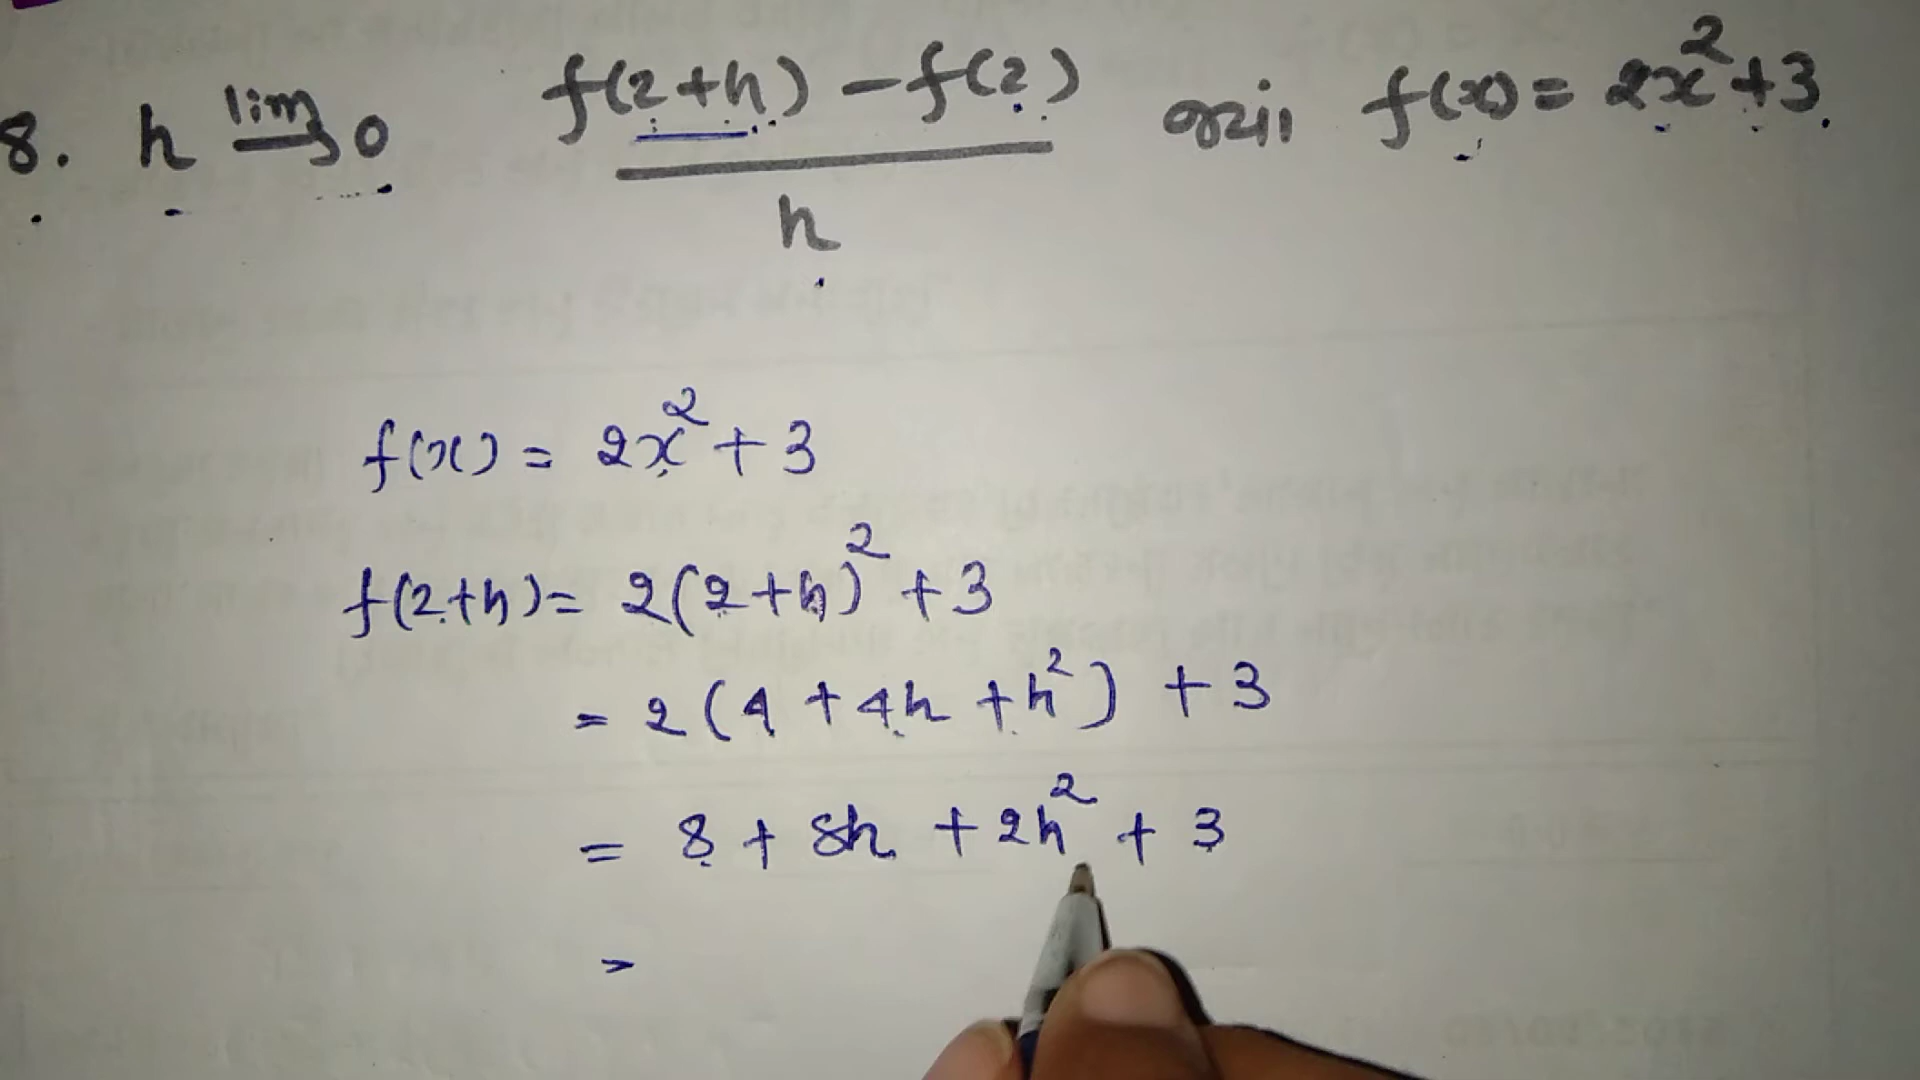 8. h lim→ 0 f(2+h) – f(2) / h જ્યાં f(x) = 2x² + 3.
f(x) = 2x² + 3
f(2+h) = 2(2+h)² + 3
= 2(4 + 4h + h²) + 3
= 8 + 8h + 2h² + 3
=